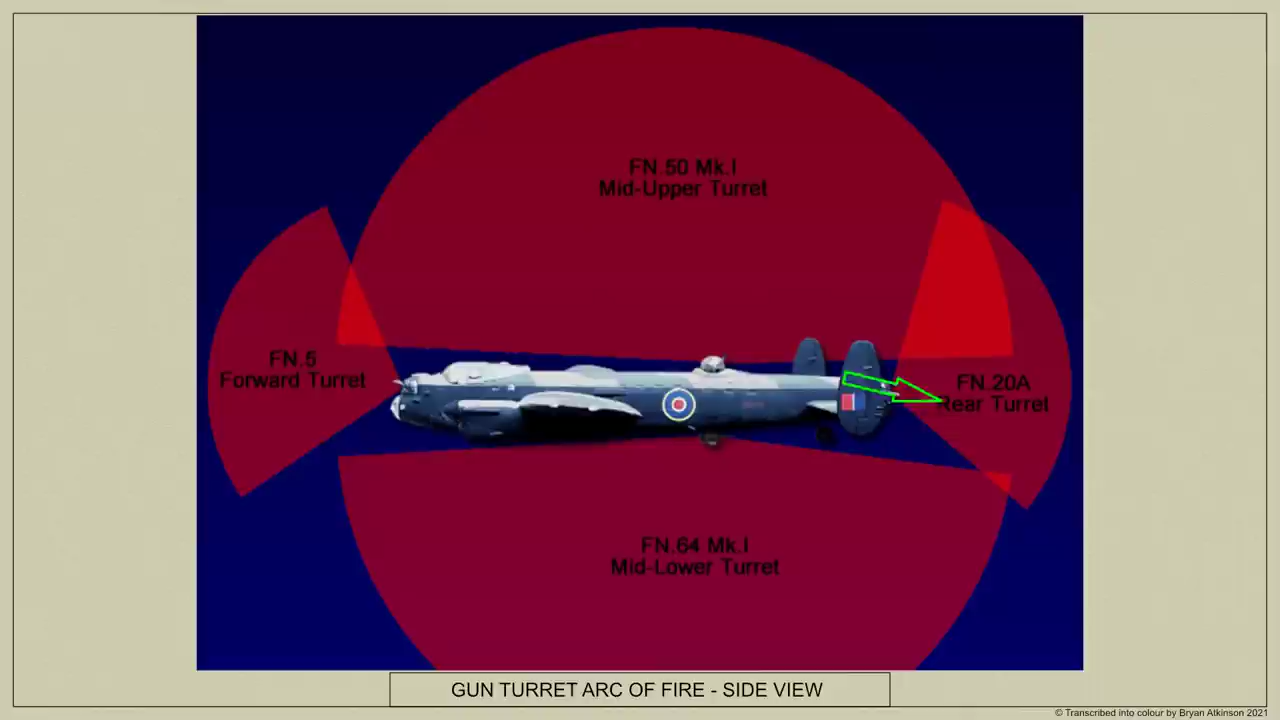 FN.50 Mk.I
Mid-Upper Turret
FN.5
Forward Turret
FN.20A
Rear Turret
FN.64 Mk.I
Mid-Lower Turret
GUN TURRET ARC OF FIRE - SIDE VIEW
© Transcribed into colour by Bryan Atkinson 2021